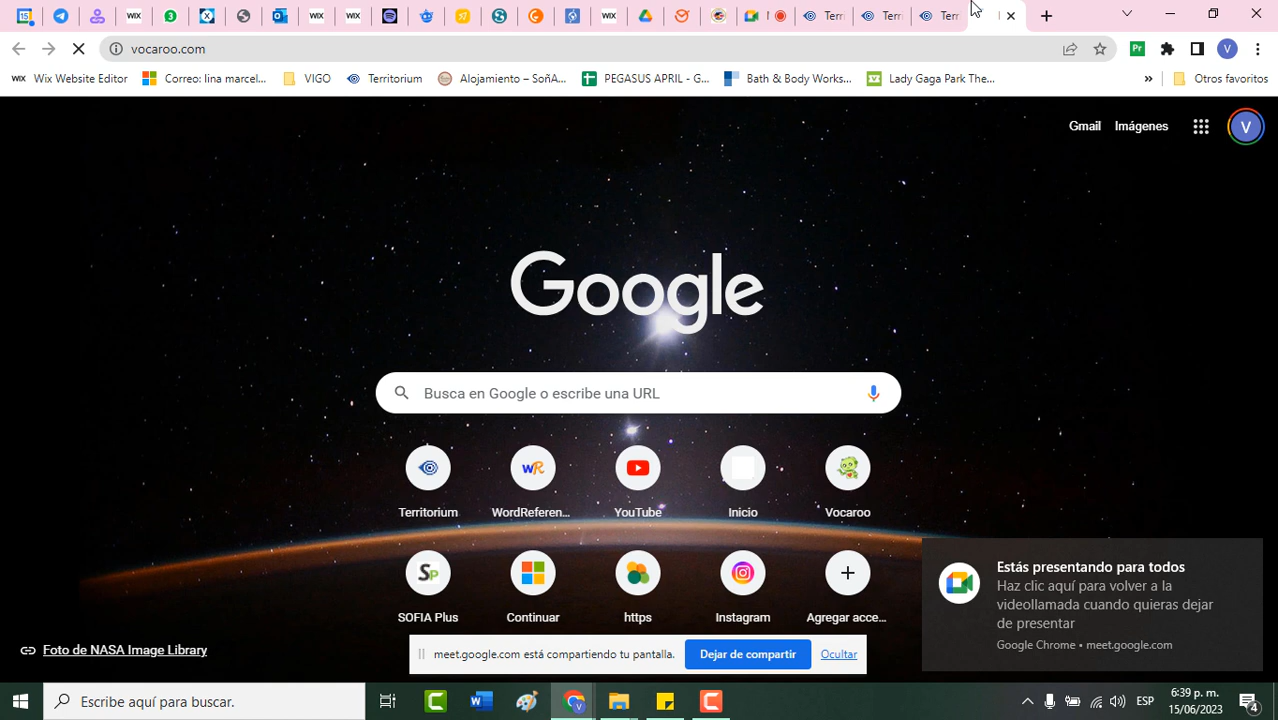 Terr
Terr
Terr
vocaroo.com
Wix Website Editor
Correo: lina marcel...
VIGO
Territorium
Alojamiento – SoñA...
PEGASUS APRIL - G...
Bath & Body Works...
Lady Gaga Park The...
»
Otros favoritos
Gmail
Imágenes
V
Google
Busca en Google o escribe una URL
Territorium
WordReferen...
YouTube
Inicio
Vocaroo
SOFIA Plus
Continuar
https
Instagram
Agregar acce...
Estás presentando para todos
Haz clic aquí para volver a la
videollamada cuando quieras dejar
de presentar
Google Chrome • meet.google.com
Foto de NASA Image Library
meet.google.com está compartiendo tu pantalla.
Dejar de compartir
Ocultar
Escribe aquí para buscar.
ESP
6:39 p. m.
15/06/2023
4